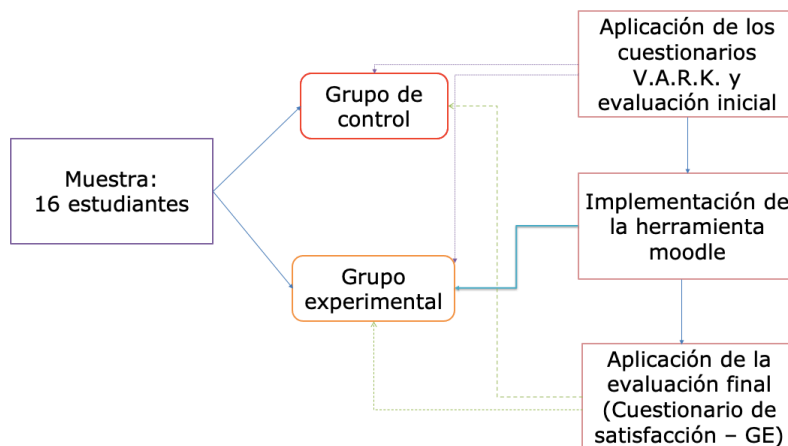 Aplicación de los
cuestionarios
V.A.R.K. y
evaluación inicial
Grupo de
control
Muestra:
16 estudiantes
Implementación de
la herramienta
moodle
Grupo
experimental
Aplicación de la
evaluación final
(Cuestionario de
satisfacción – GE)